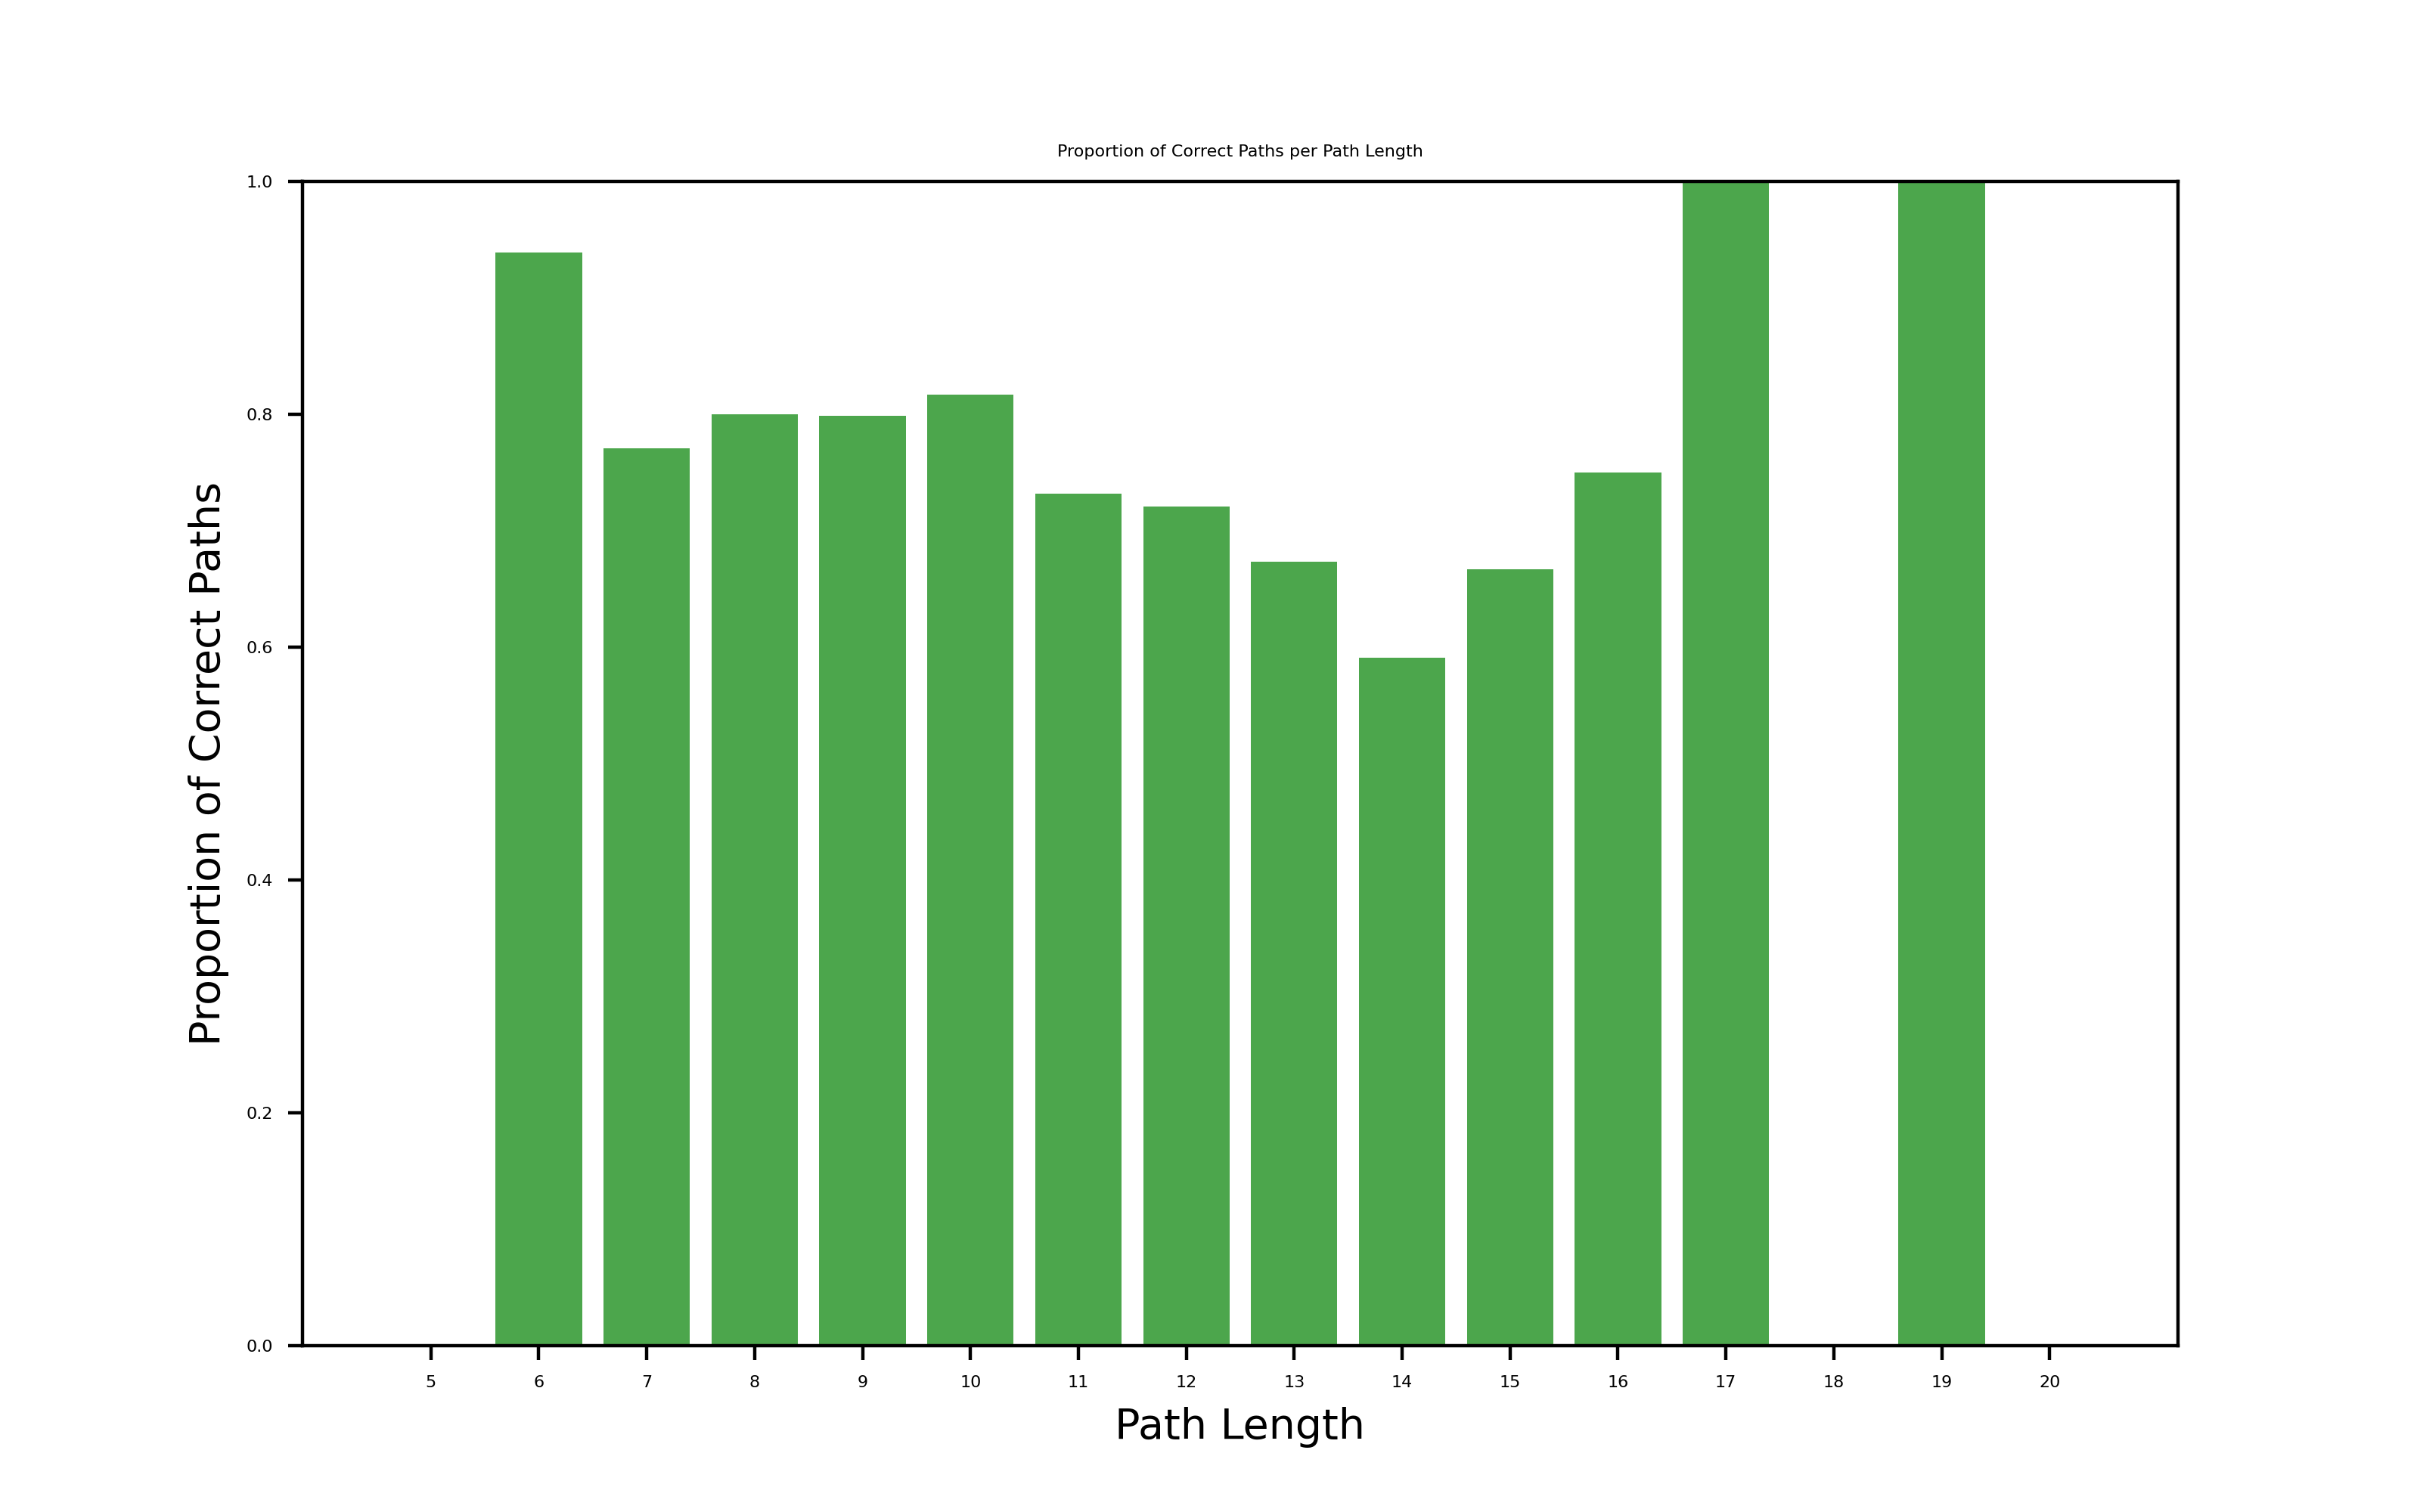 Proportion of Correct Paths per Path Length
Proportion of Correct Paths
1.0
0.8
0.6
0.4
0.2
0.0
5 6 7 8 9 10 11 12 13 14 15 16 17 18 19 20
Path Length